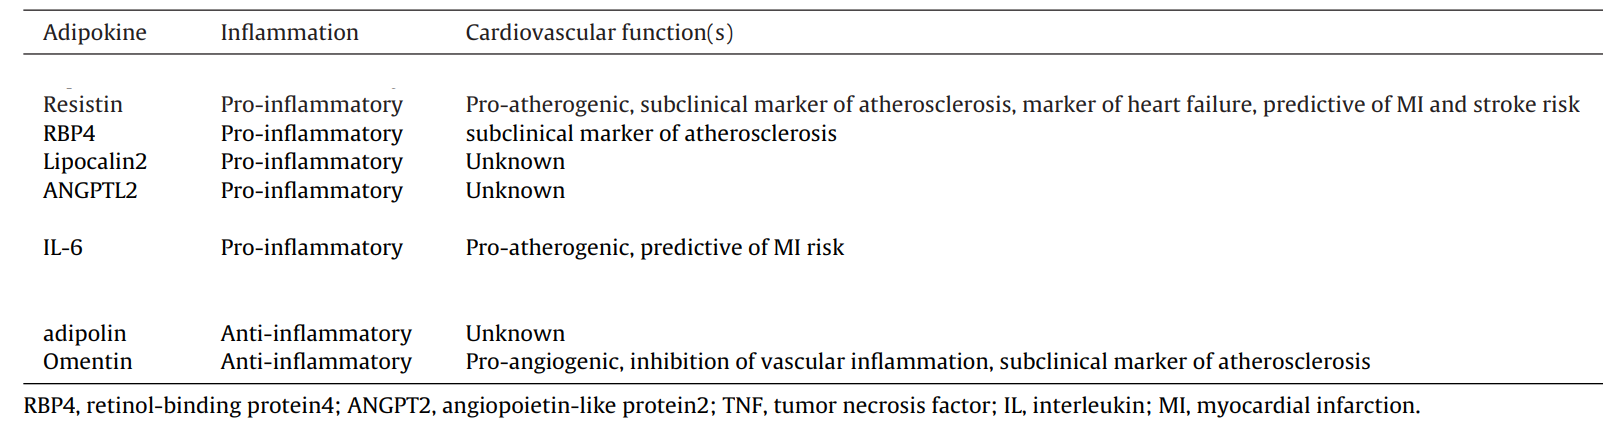 Adipokine Inflammation Cardiovascular function(s)
Resistin Pro-inflammatory Pro-atherogenic, subclinical marker of atherosclerosis, marker of heart failure, predictive of MI and stroke risk
RBP4 Pro-inflammatory subclinical marker of atherosclerosis
Lipocalin2 Pro-inflammatory Unknown
ANGPTL2 Pro-inflammatory Unknown
IL-6 Pro-inflammatory Pro-atherogenic, predictive of MI risk
adipolin Anti-inflammatory Unknown
Omentin Anti-inflammatory Pro-angiogenic, inhibition of vascular inflammation, subclinical marker of atherosclerosis
RBP4, retinol-binding protein4; ANGPT2, angiopoietin-like protein2; TNF, tumor necrosis factor; IL, interleukin; MI, myocardial infarction.